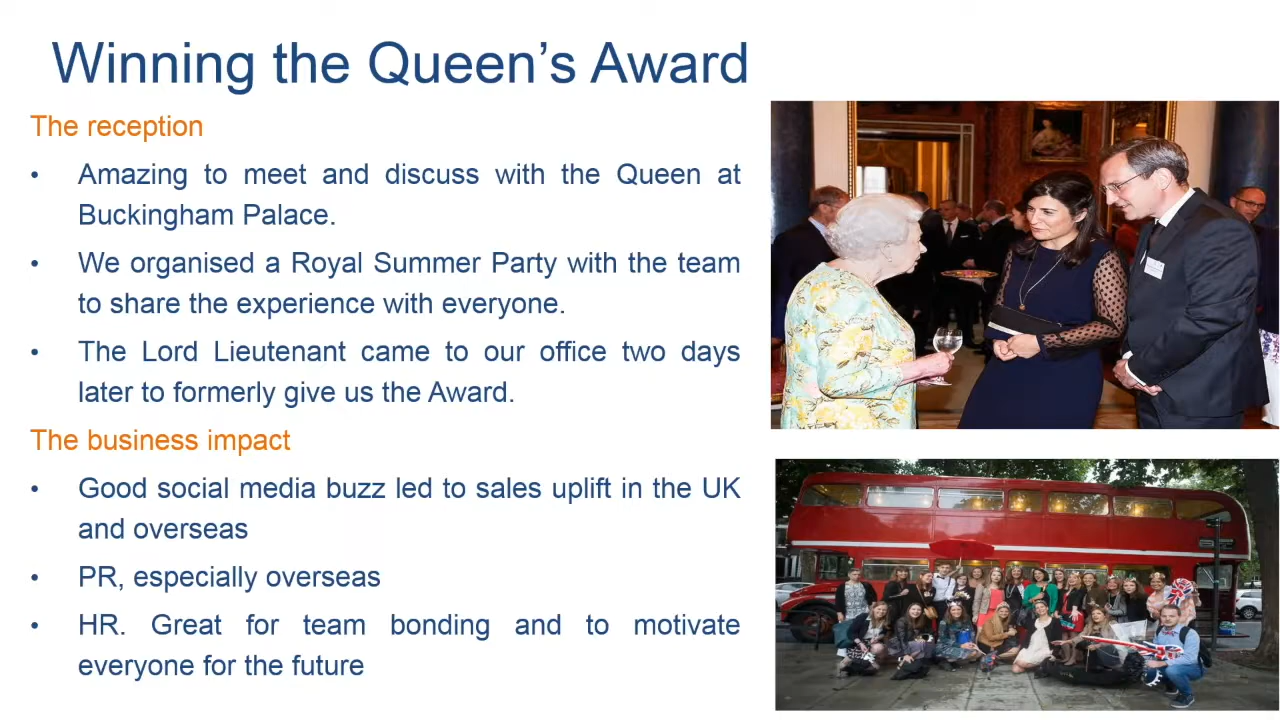 Winning the Queen’s Award
The reception
• Amazing to meet and discuss with the Queen at
Buckingham Palace.
• We organised a Royal Summer Party with the team
to share the experience with everyone.
• The Lord Lieutenant came to our office two days
later to formerly give us the Award.
The business impact
• Good social media buzz led to sales uplift in the UK
and overseas
• PR, especially overseas
• HR. Great for team bonding and to motivate
everyone for the future